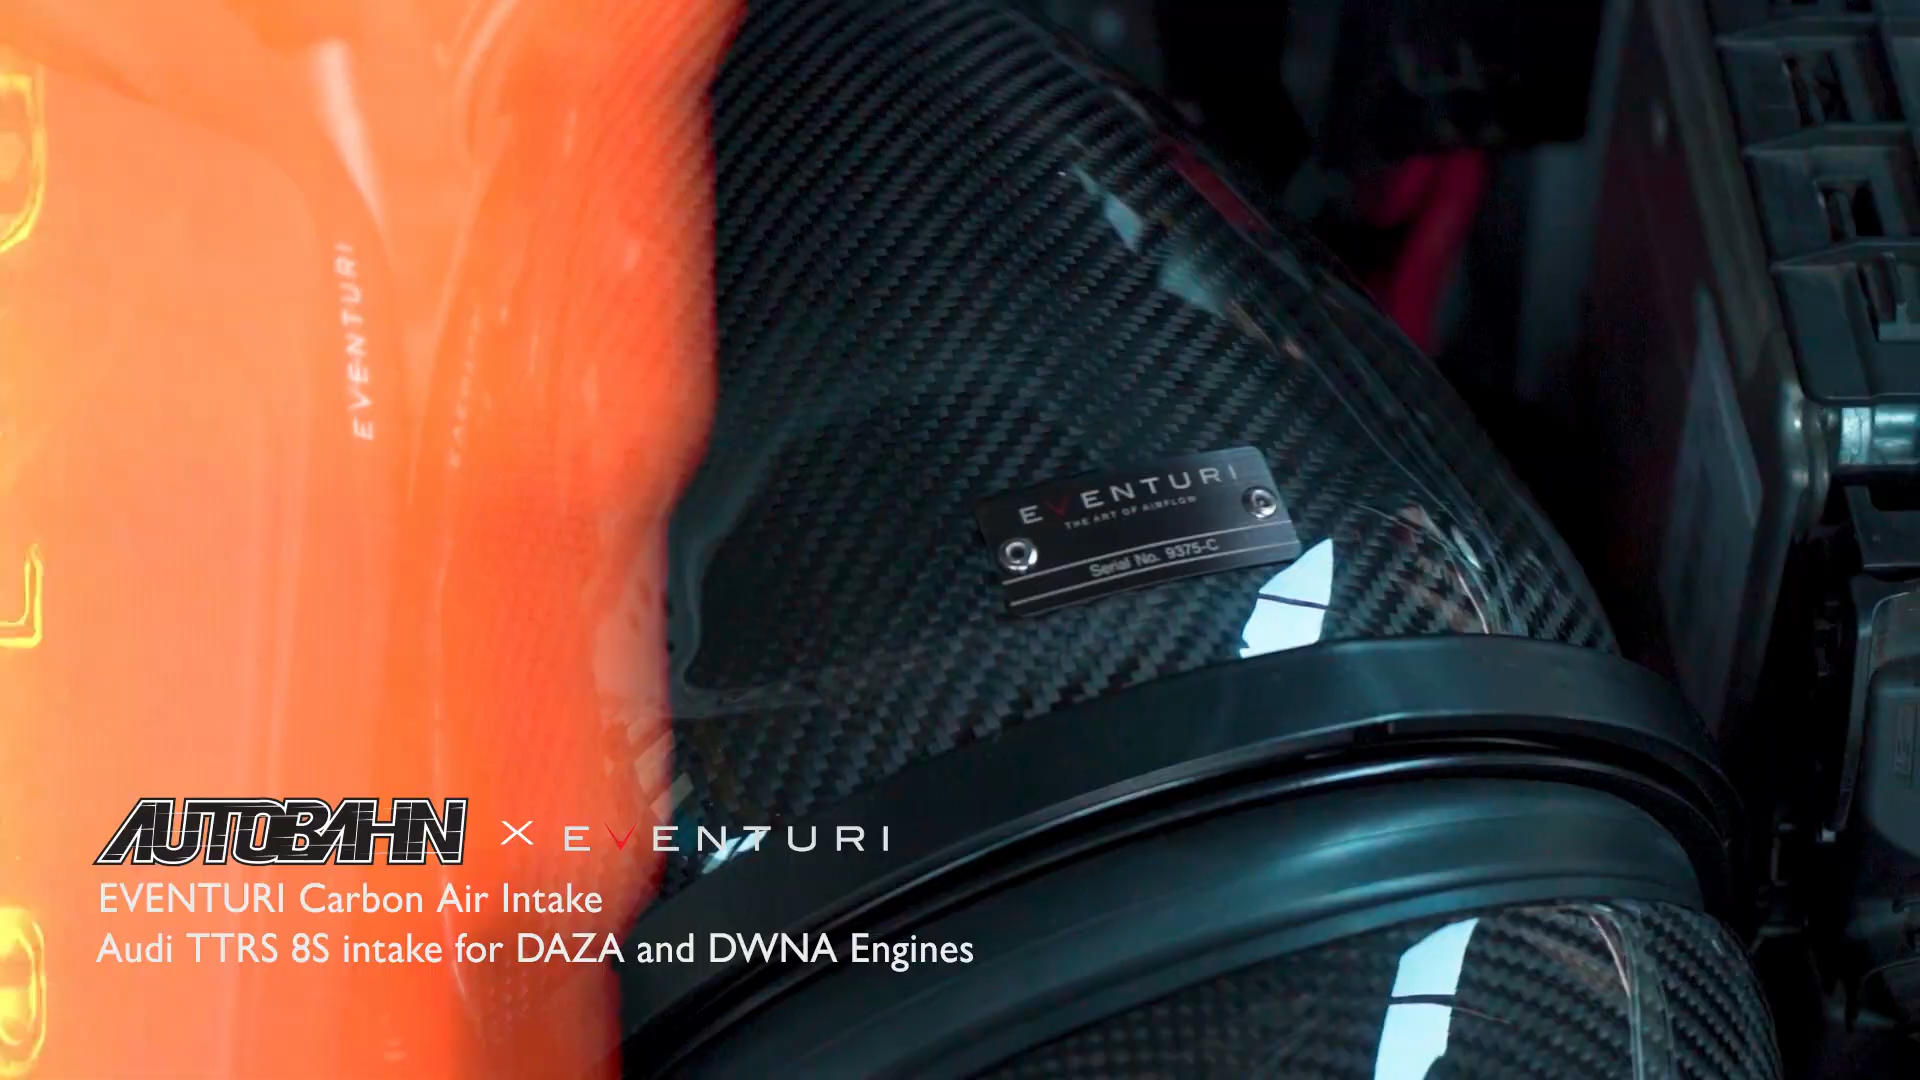 EVENTURI
EVENTURI
THE ART OF AIRFLOW
Serial No. 9375-C
AUTOBAHN X EVENTURI
EVENTURI Carbon Air Intake
Audi TTRS 8S intake for DAZA and DWNA Engines